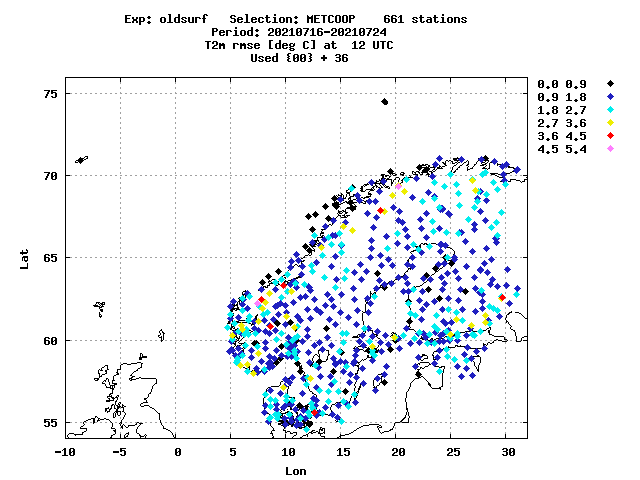 Exp: oldsurf   Selection: METCOOP    661 stations
Period: 20210716-20210724
T2m rmse [deg C] at  12 UTC
Used {00} + 36
0.0 0.9
0.9 1.8
1.8 2.7
2.7 3.6
3.6 4.5
4.5 5.4
75
70
65
60
55
Lat
-10 -5 0 5 10 15 20 25 30
Lon